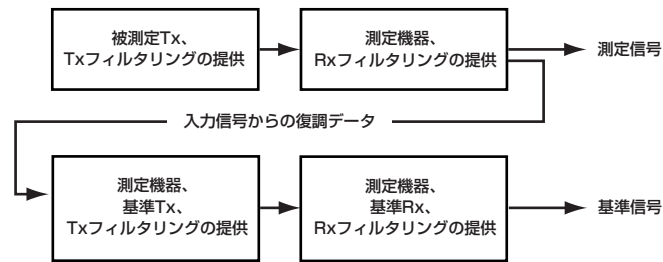 被測定Tx、
Txフィルタリングの提供
測定機器、
Rxフィルタリングの提供
測定信号
入力信号からの復調データ
測定機器、
基準Tx、
Txフィルタリングの提供
測定機器、
基準Rx、
Rxフィルタリングの提供
基準信号